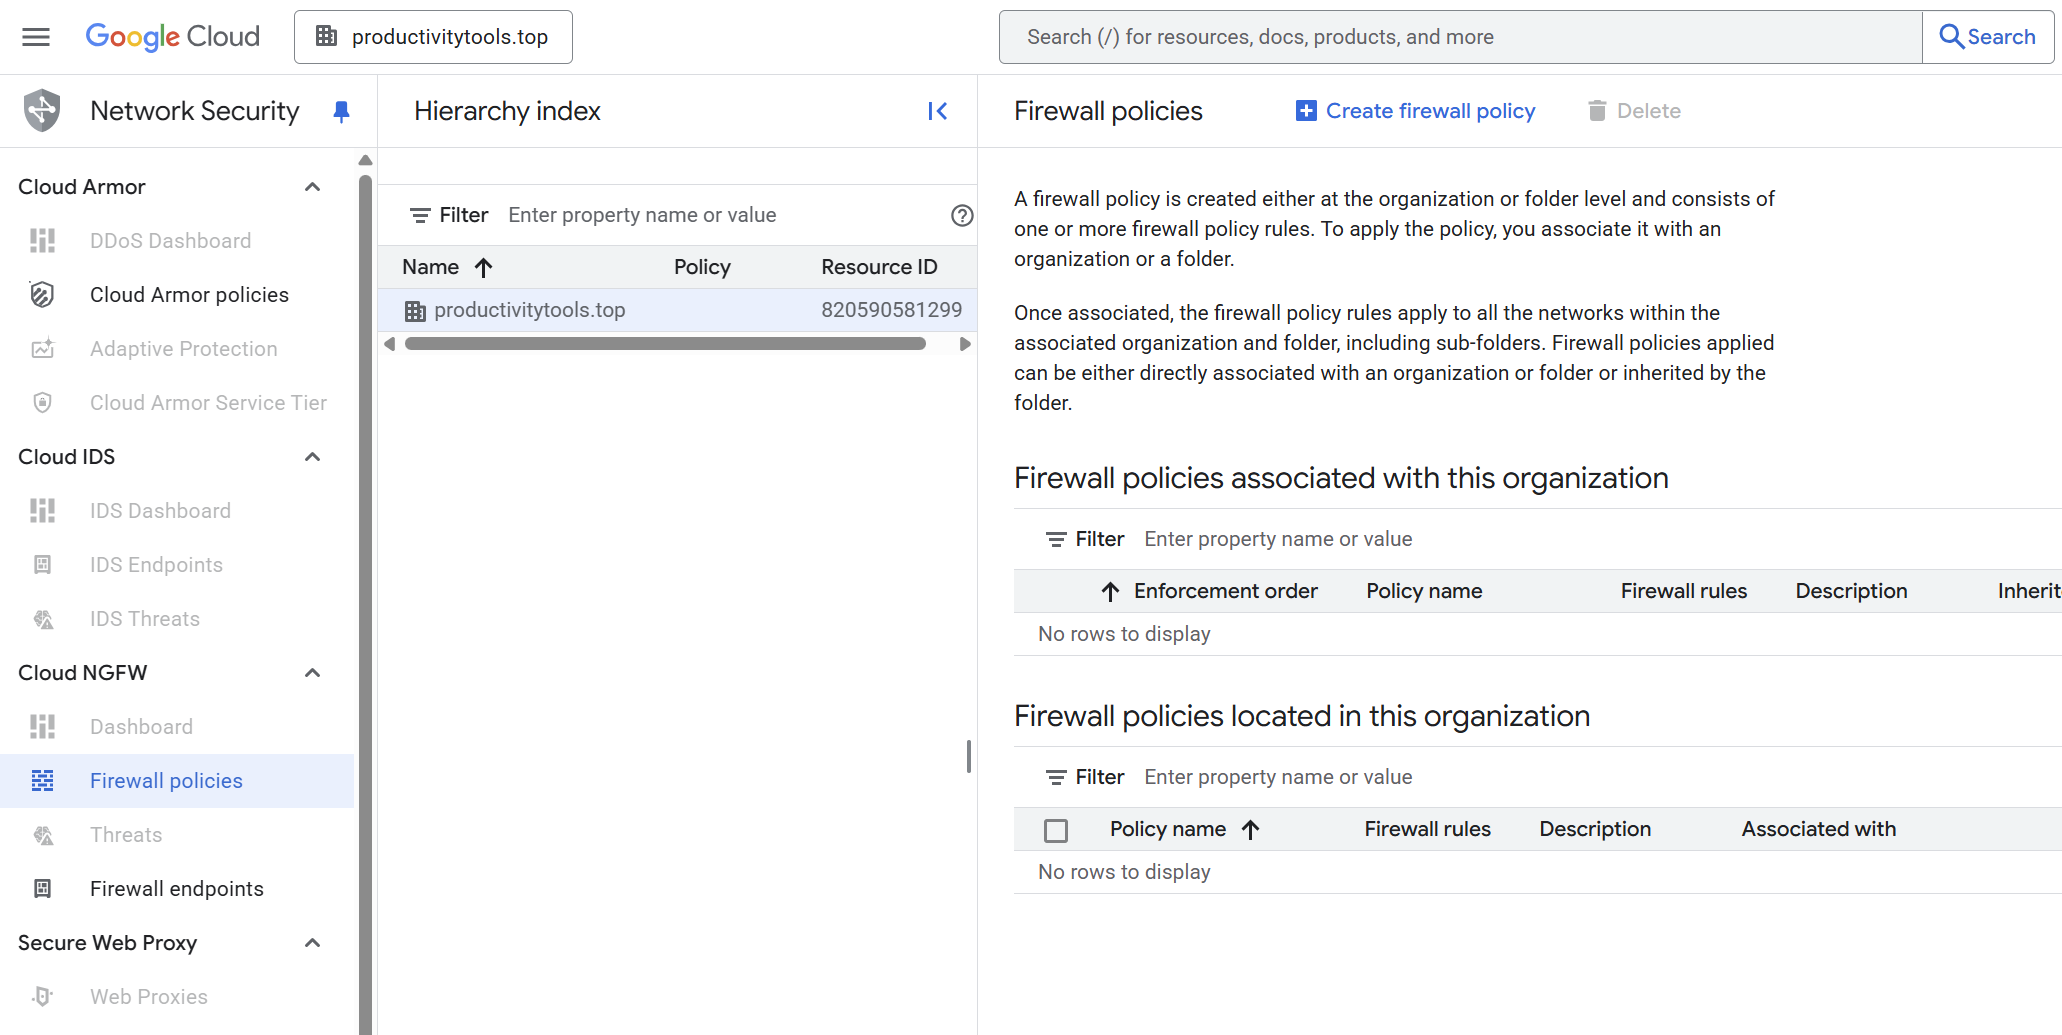 Google Cloud
productivitytools.top
Search (/) for resources, docs, products, and more
Search
Network Security
Cloud Armor
DDoS Dashboard
Cloud Armor policies
Adaptive Protection
Cloud Armor Service Tier
Cloud IDS
IDS Dashboard
IDS Endpoints
IDS Threats
Cloud NGFW
Dashboard
Firewall policies
Threats
Firewall endpoints
Secure Web Proxy
Web Proxies
Hierarchy index
Filter Enter property name or value
Name Policy Resource ID
productivitytools.top 820590581299
Firewall policies Create firewall policy Delete
A firewall policy is created either at the organization or folder level and consists of
one or more firewall policy rules. To apply the policy, you associate it with an
organization or a folder.
Once associated, the firewall policy rules apply to all the networks within the
associated organization and folder, including sub-folders. Firewall policies applied
can be either directly associated with an organization or folder or inherited by the
folder.
Firewall policies associated with this organization
Filter Enter property name or value
Enforcement order Policy name Firewall rules Description Inherit
No rows to display
Firewall policies located in this organization
Filter Enter property name or value
Policy name Firewall rules Description Associated with
No rows to display